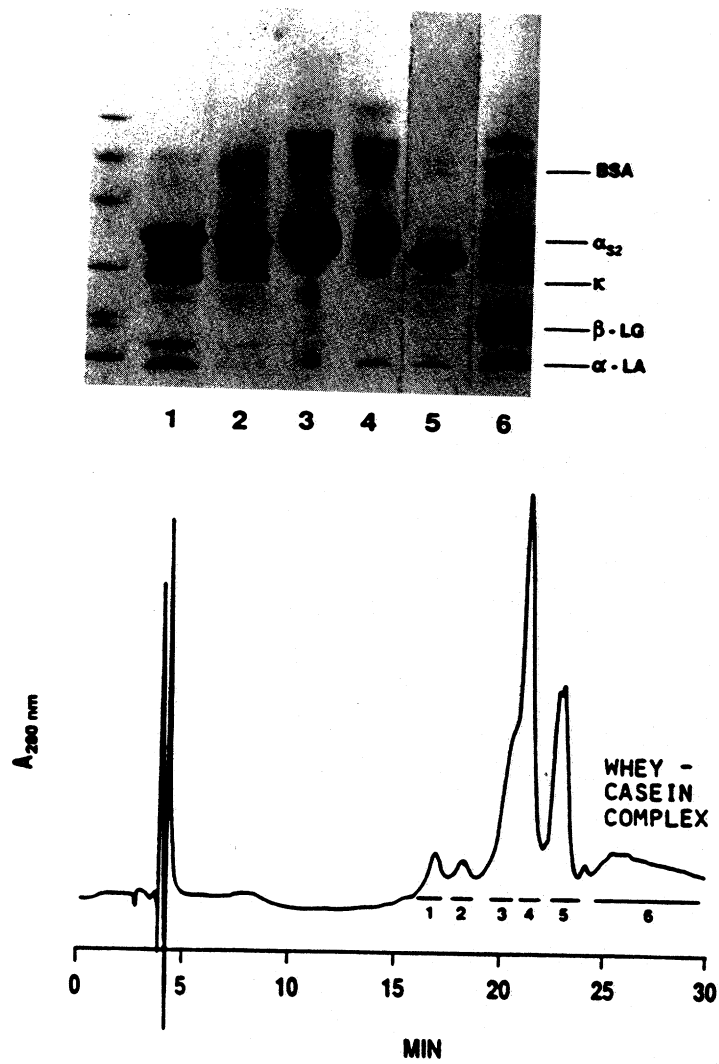 BSA
αS2
κ
β-LG
α-LA
1 2 3 4 5 6
A280 nm
WHEY -
CASEIN
COMPLEX
1 2 3 4 5 6
0 5 10 15 20 25 30
MIN